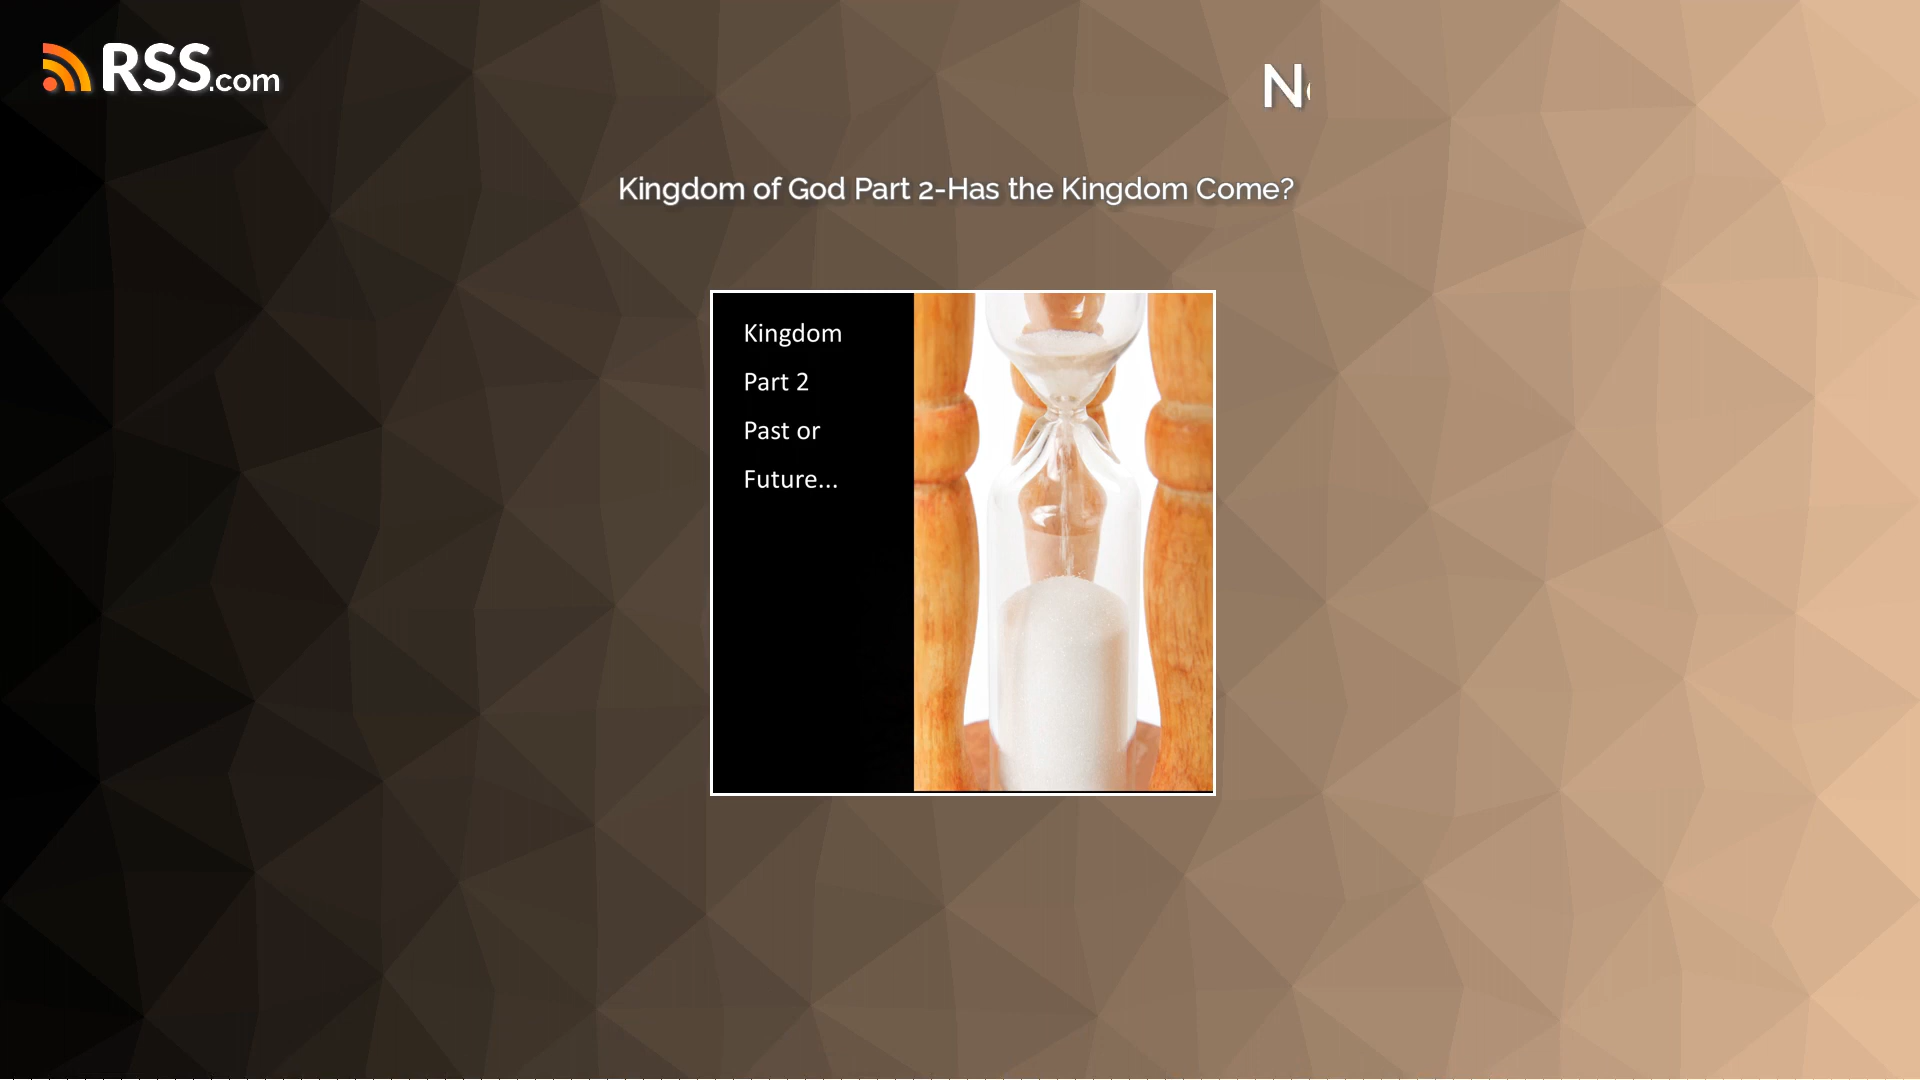 RSS.com
Kingdom of God Part 2-Has the Kingdom Come?
Kingdom
Part 2
Past or
Future...